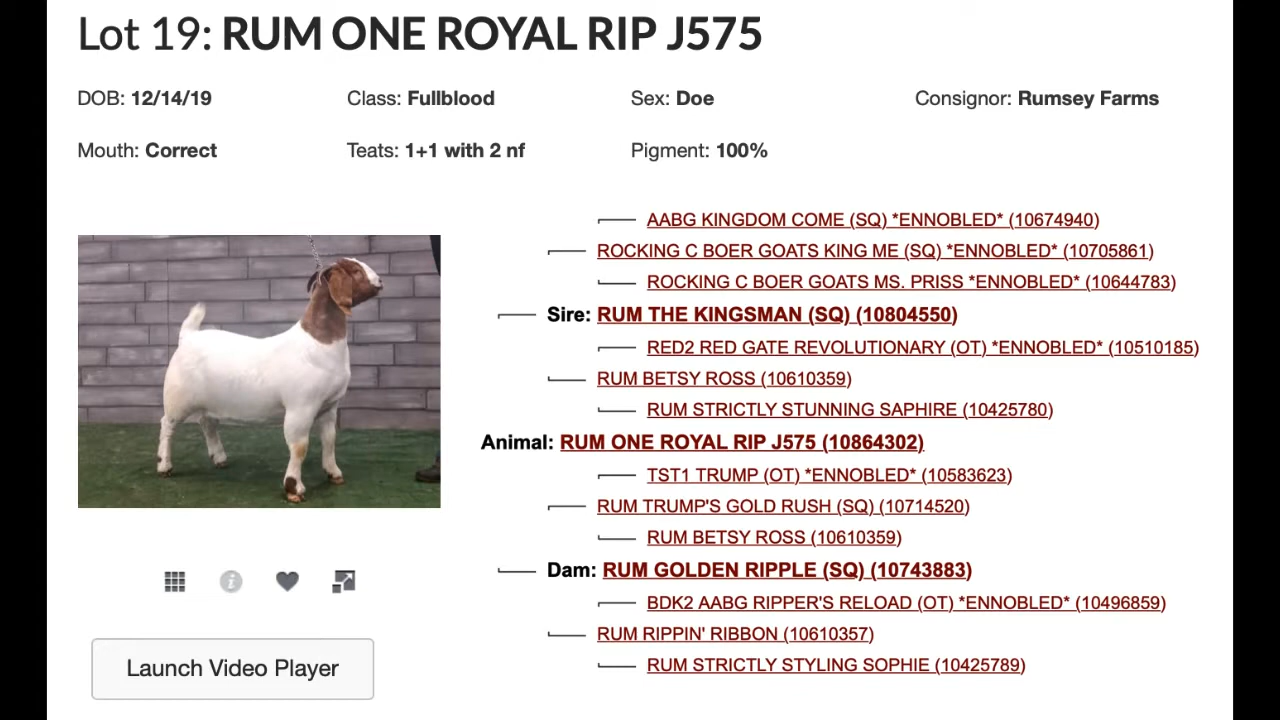 Lot 19: RUM ONE ROYAL RIP J575
DOB: 12/14/19 Class: Fullblood Sex: Doe Consignor: Rumsey Farms
Mouth: Correct Teats: 1+1 with 2 nf Pigment: 100%
AABG KINGDOM COME (SQ) *ENNOBLED* (10674940)
ROCKING C BOER GOATS KING ME (SQ) *ENNOBLED* (10705861)
ROCKING C BOER GOATS MS. PRISS *ENNOBLED* (10644783)
Sire: RUM THE KINGSMAN (SQ) (10804550)
RED2 RED GATE REVOLUTIONARY (OT) *ENNOBLED* (10510185)
RUM BETSY ROSS (10610359)
RUM STRICTLY STUNNING SAPHIRE (10425780)
Animal: RUM ONE ROYAL RIP J575 (10864302)
TST1 TRUMP (OT) *ENNOBLED* (10583623)
RUM TRUMP'S GOLD RUSH (SQ) (10714520)
RUM BETSY ROSS (10610359)
Dam: RUM GOLDEN RIPPLE (SQ) (10743883)
BDK2 AABG RIPPER'S RELOAD (OT) *ENNOBLED* (10496859)
RUM RIPPIN' RIBBON (10610357)
RUM STRICTLY STYLING SOPHIE (10425789)
Launch Video Player